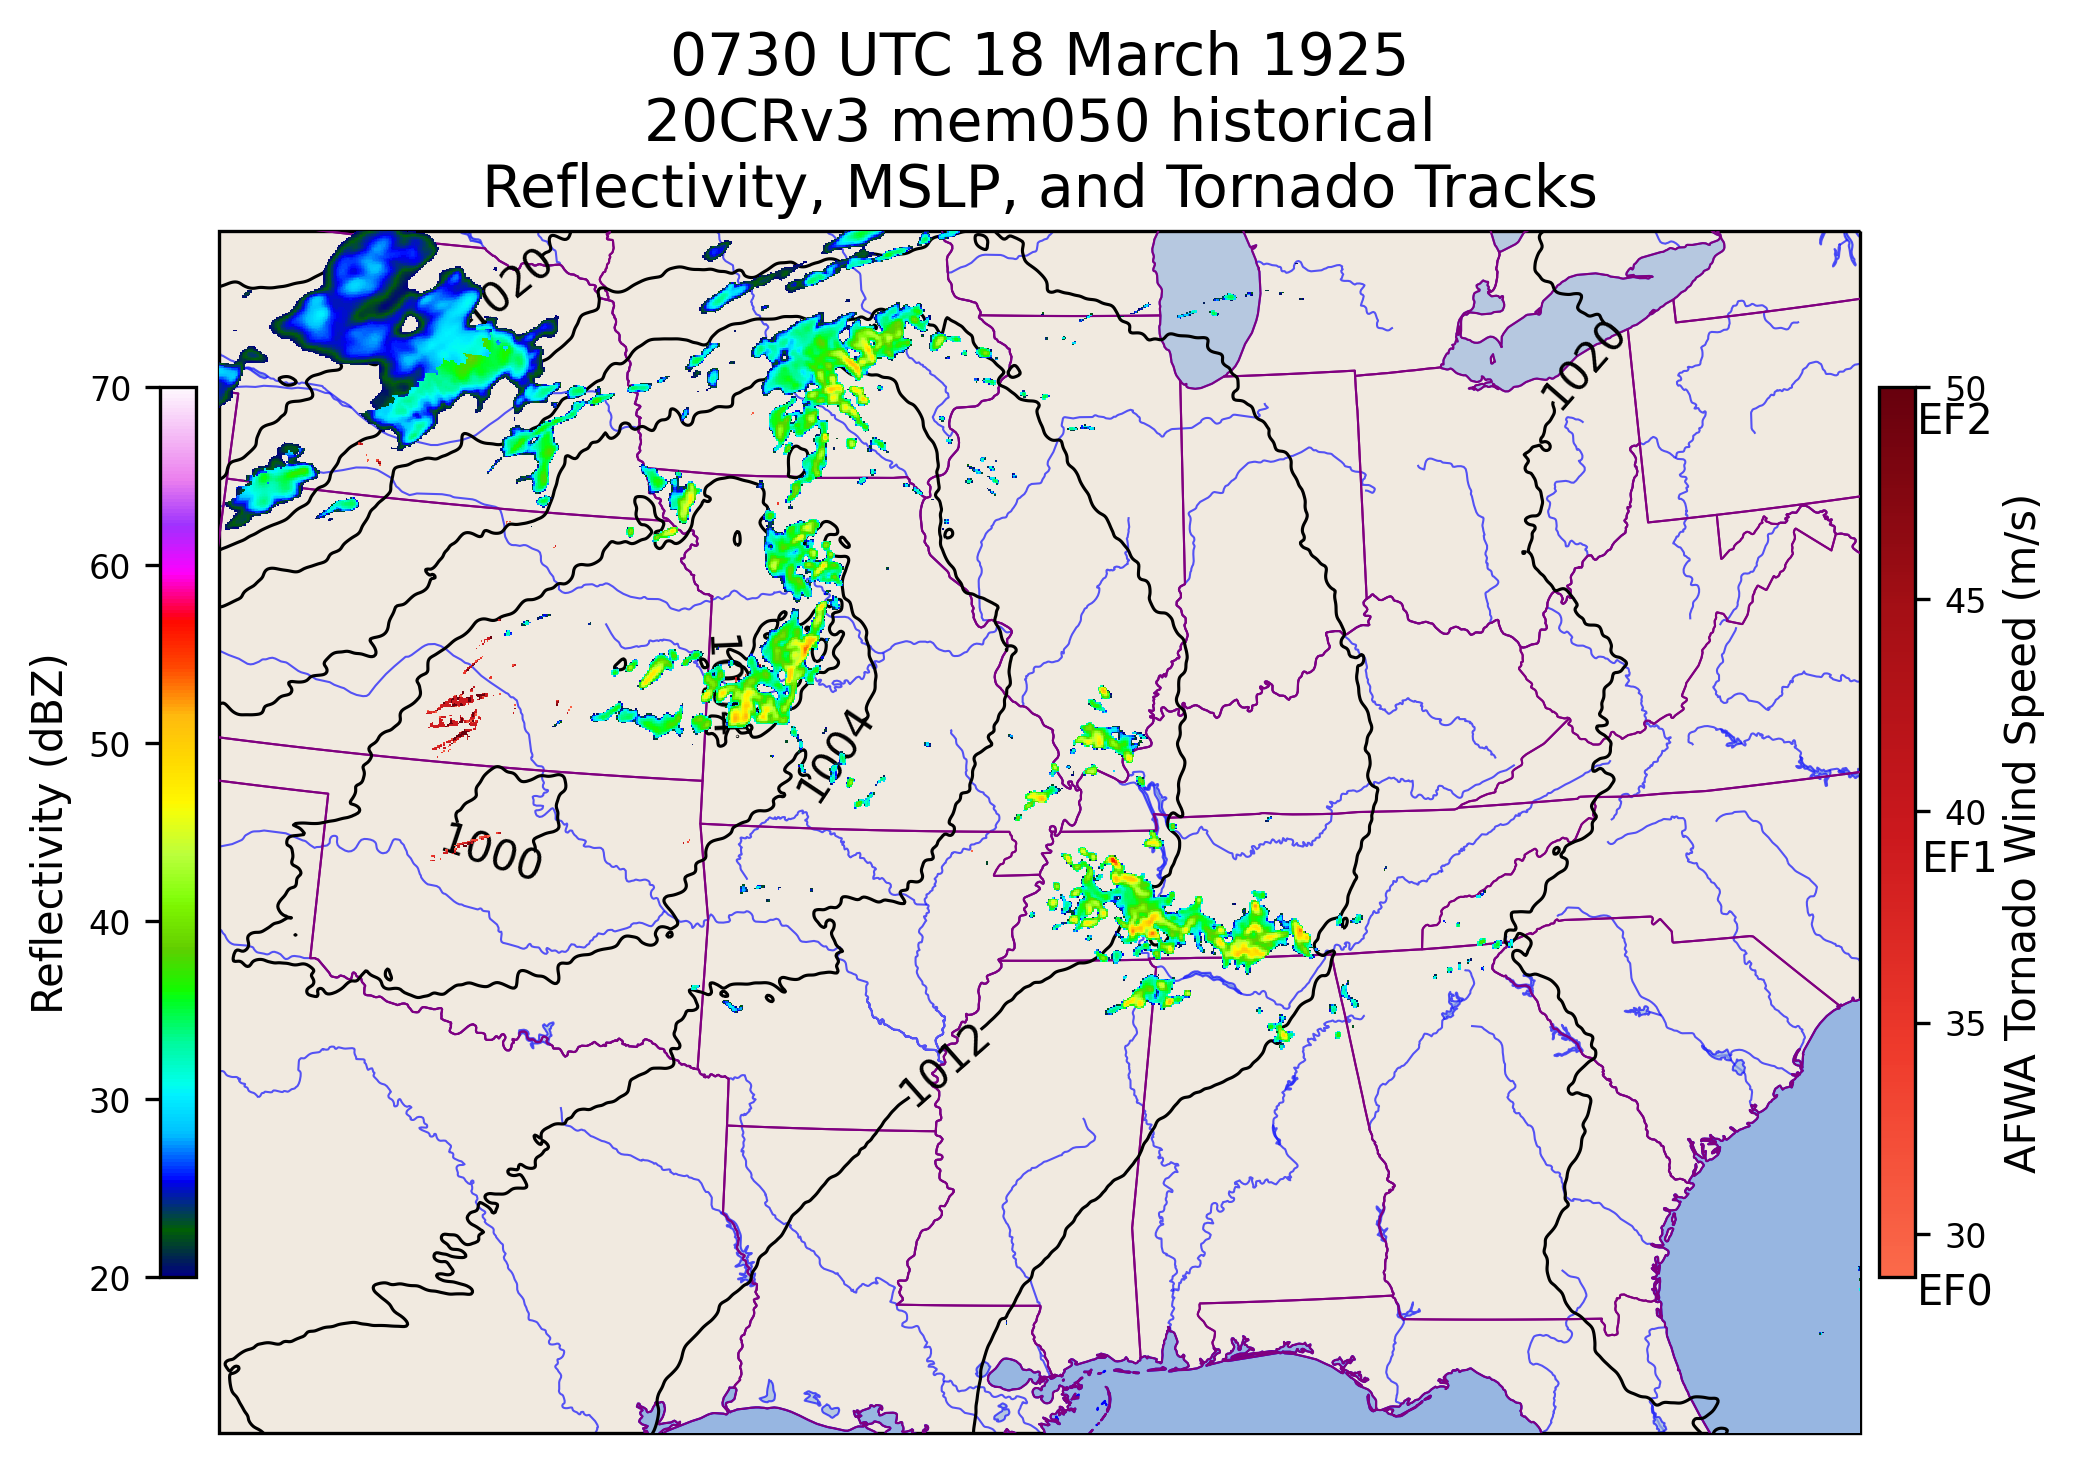 0730 UTC 18 March 1925
20CRv3 mem050 historical
Reflectivity, MSLP, and Tornado Tracks
Reflectivity (dBZ)
70
60
50
40
30
20
1020
1020
1004
1000
1012
50
EF2
45
40
EF1
35
30
EF0
AFWA Tornado Wind Speed (m/s)